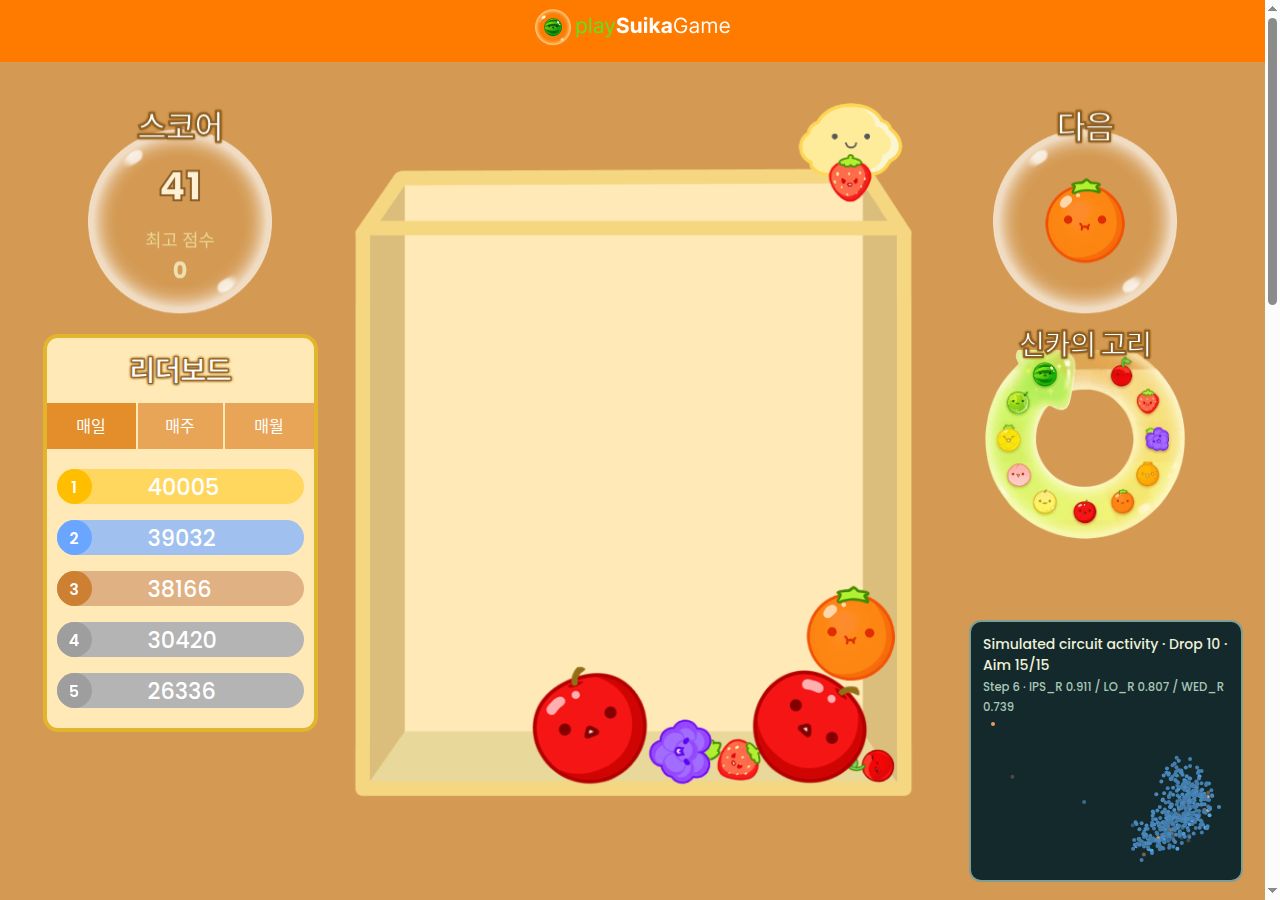 playSuikaGame
스코어
41
최고 점수
0
다음
리더보드
매일 매주 매월
1 40005
2 39032
3 38166
4 30420
5 26336
신카의 고리
Simulated circuit activity · Drop 10 ·
Aim 15/15
Step 6 · IPS_R 0.911 / LO_R 0.807 / WED_R
0.739